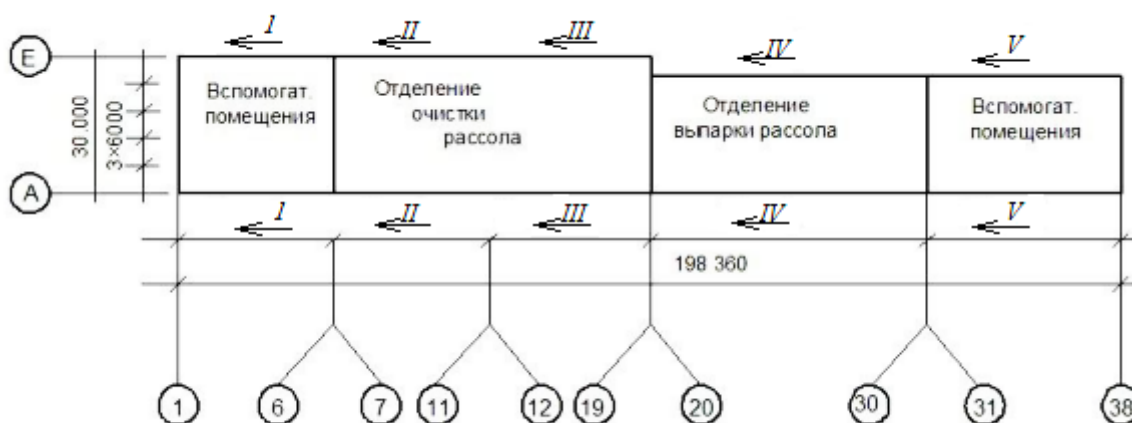 I II III IV V
Е
Вспомогат. помещения
Отделение очистки рассола
Отделение выпарки рассола
Вспомогат. помещения
30.000
3×6000
А
I II III IV V
198 360
1 6 7 11 12 19 20 30 31 38